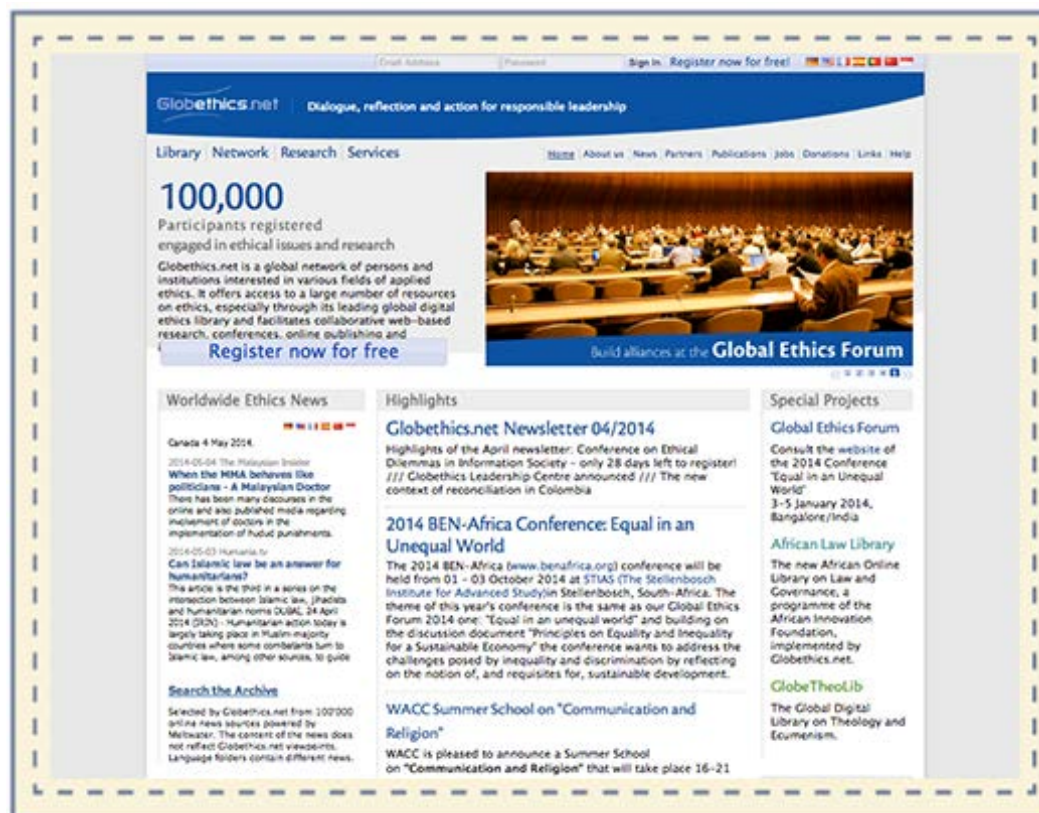 Email Address Password Sign In Register now for free!
Globethics.net Dialogue, reflection and action for responsible leadership
Library Network Research Services
Home About us News Partners Publications Jobs Donations Links Help
100,000
Participants registered
engaged in ethical issues and research
Globethics.net is a global network of persons and
institutions interested in various fields of applied
ethics. It offers access to a large number of resources
on ethics, especially through its leading global digital
ethics library and facilitates collaborative web-based
research, conferences, online publishing and
Register now for free
Build alliances at the Global Ethics Forum
Worldwide Ethics News
Canada 4 May 2014.
2014-05-04 The Malaysian Insider
When the MMA behaves like
politicians - A Malaysian Doctor
There has been many discourses in the
online and also published media regarding
involvement of doctors in the
implementation of hudud punishments.
2014-05-03 Humania.tv
Can Islamic law be an answer for
humanitarians?
This article is the third in a series on the
intersection between Islamic law, jihadists
and humanitarian norms DUBAI, 24 April
2014 (IRIN) - Humanitarian action today is
largely taking place in Muslim-majority
countries where some combatants turn to
Islamic law, among other sources, to guide
Search the Archive
Selected by Globethics.net from 100'000
online news sources powered by
Meltwater. The content of the news does
not reflect Globethics.net viewpoints.
Language folders contain different news.
Highlights
Globethics.net Newsletter 04/2014
Highlights of the April newsletter: Conference on Ethical
Dilemmas in Information Society - only 28 days left to register!
/// Globethics Leadership Centre announced /// The new
context of reconciliation in Colombia
2014 BEN-Africa Conference: Equal in an
Unequal World
The 2014 BEN-Africa (www.benafrica.org) conference will be
held from 01 - 03 October 2014 at STIAS (The Stellenbosch
Institute for Advanced Study)in Stellenbosch, South-Africa. The
theme of this year's conference is the same as our Global Ethics
Forum 2014 one: "Equal in an unequal world" and building on
the discussion document "Principles on Equality and Inequality
for a Sustainable Economy" the conference wants to address the
challenges posed by inequality and discrimination by reflecting
on the notion of, and requisites for, sustainable development.
WACC Summer School on "Communication and
Religion"
WACC is pleased to announce a Summer School
on "Communication and Religion" that will take place 16-21
Special Projects
Global Ethics Forum
Consult the website of
the 2014 Conference
"Equal in an Unequal
World"
3-5 January 2014,
Bangalore/India
African Law Library
The new African Online
Library on Law and
Governance, a
programme of the
African Innovation
Foundation,
implemented by
Globethics.net.
GlobeTheoLib
The Global Digital
Library on Theology and
Ecumenism.